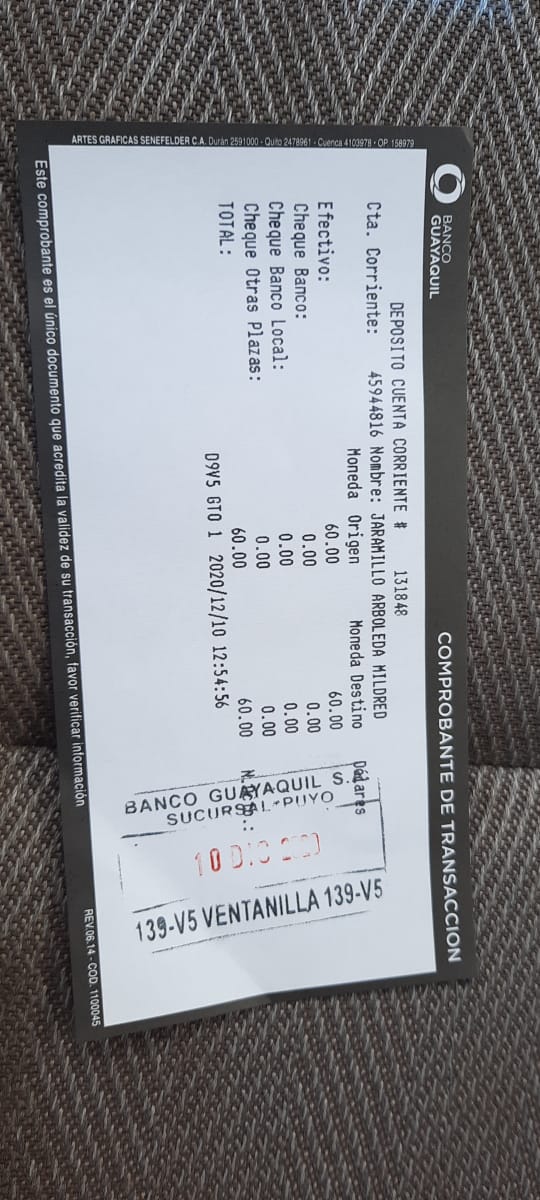 BANCO
GUAYAQUIL
COMPROBANTE DE TRANSACCION
DEPOSITO CUENTA CORRIENTE # 131848
Cta. Corriente: 45944816 Nombre: JARAMILLO ARBOLEDA MILDRED
Moneda Origen Moneda Destino Dólares
Efectivo: 60.00 60.00
Cheque Banco: 0.00 0.00
Cheque Banco Local: 0.00 0.00
Cheque Otras Plazas: 0.00 0.00
TOTAL: 60.00 60.00
D9V5 GTO 1 2020/12/10 12:54:56
BANCO GUAYAQUIL S.
SUCURSAL PUYO
10 DIC
139-V5 VENTANILLA 139-V5
ARTES GRAFICAS SENEFELDER C.A. Durán 2591000 - Quito 2478961 - Cuenca 4103978 • OP. 158979
Este comprobante es el único documento que acredita la validez de su transacción, favor verificar información
REV.06.14 - COD. 1100045